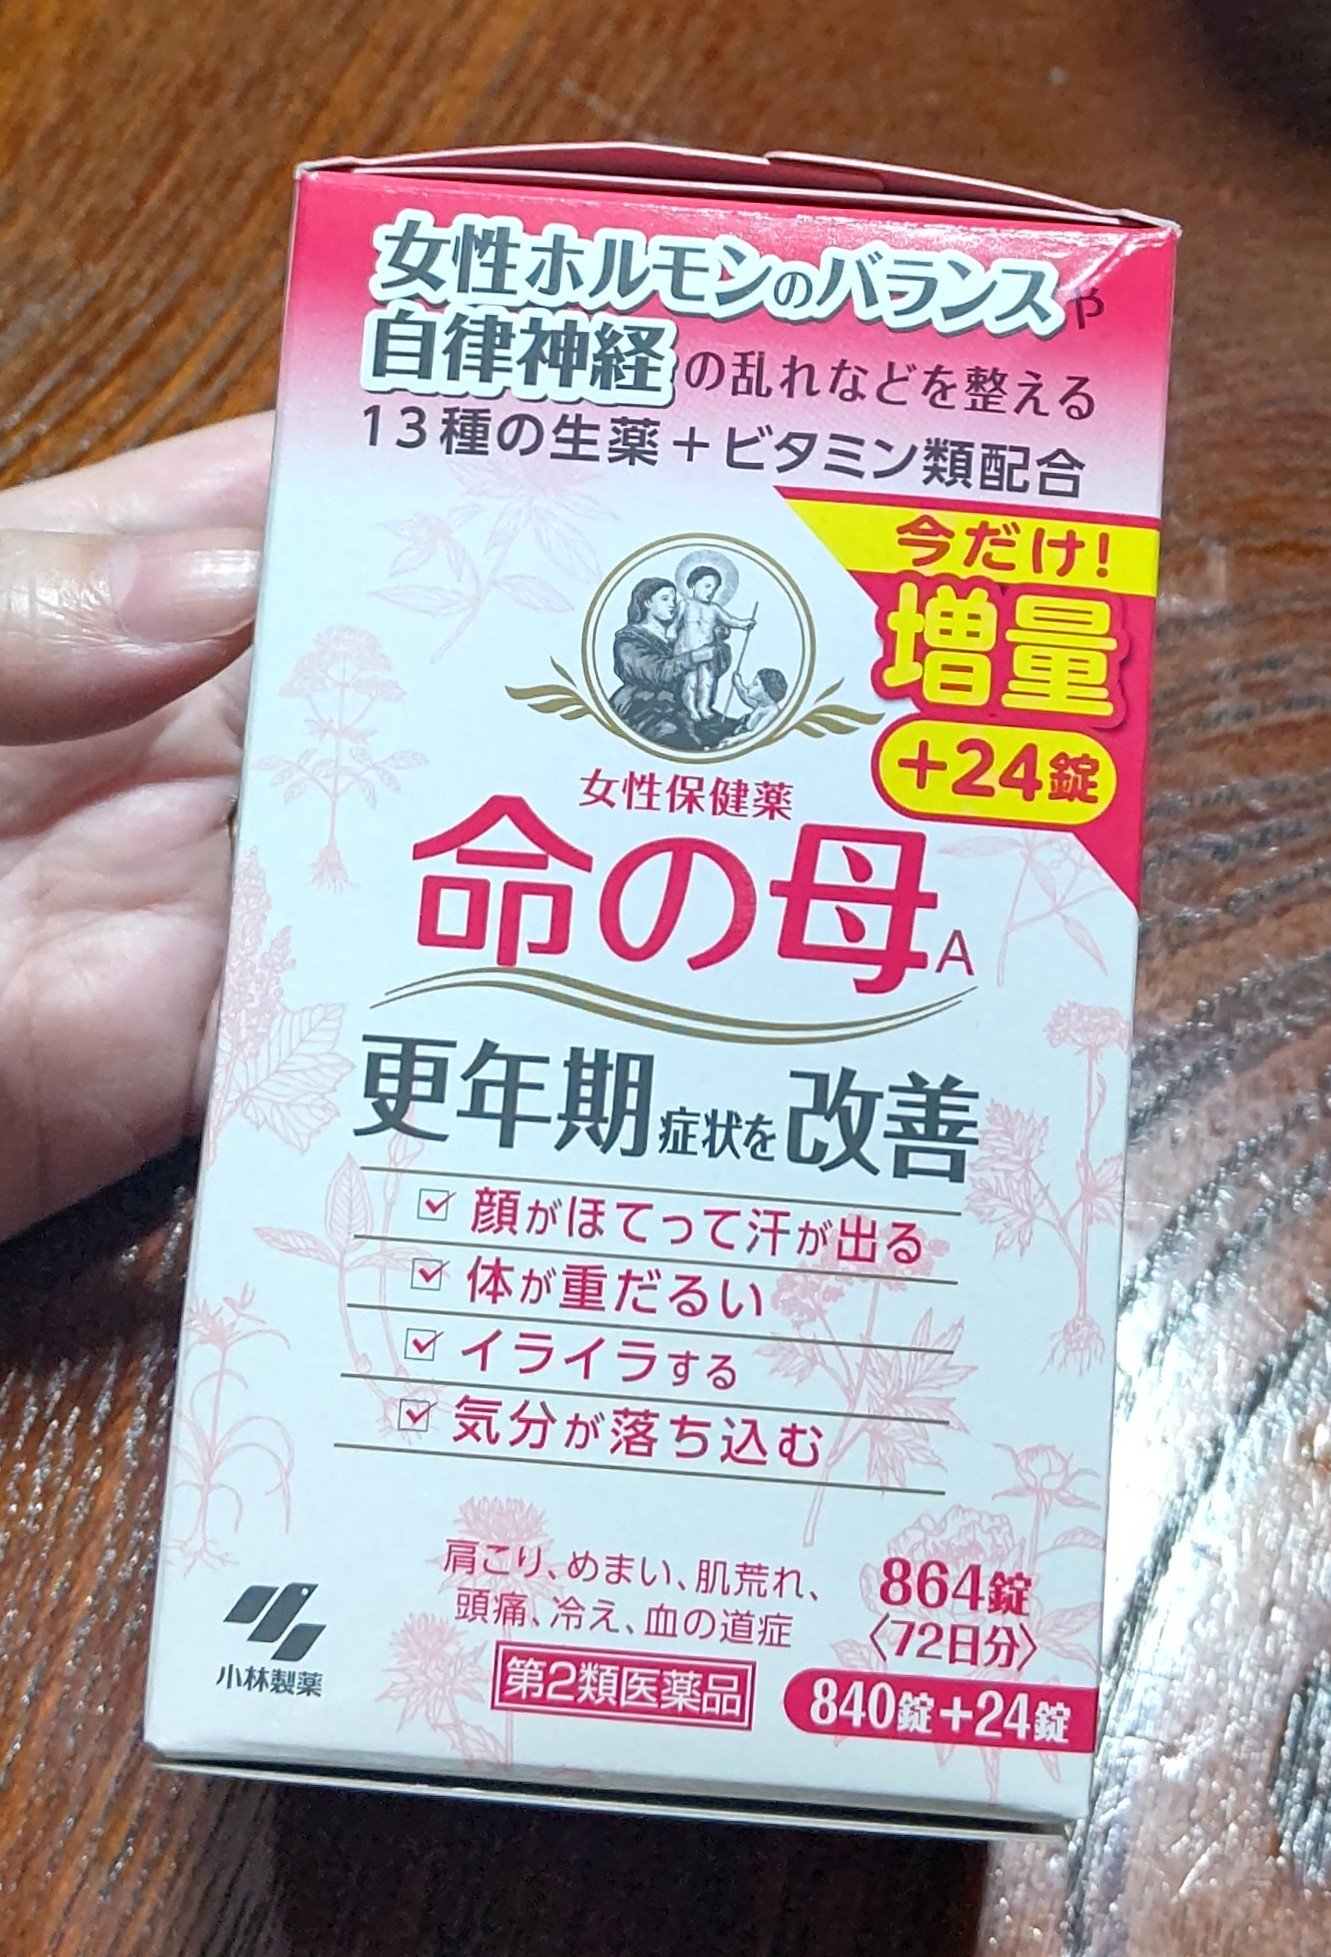 女性ホルモンのバランスや
自律神経の乱れなどを整える
13種の生薬+ビタミン類配合
今だけ!
増量
+24錠
女性保健薬
命の母A
更年期症状を改善
顔がほてって汗が出る
体が重だるい
イライラする
気分が落ち込む
肩こり、めまい、肌荒れ、
頭痛、冷え、血の道症
864錠
〈72日分〉
小林製薬
第2類医薬品
840錠+24錠